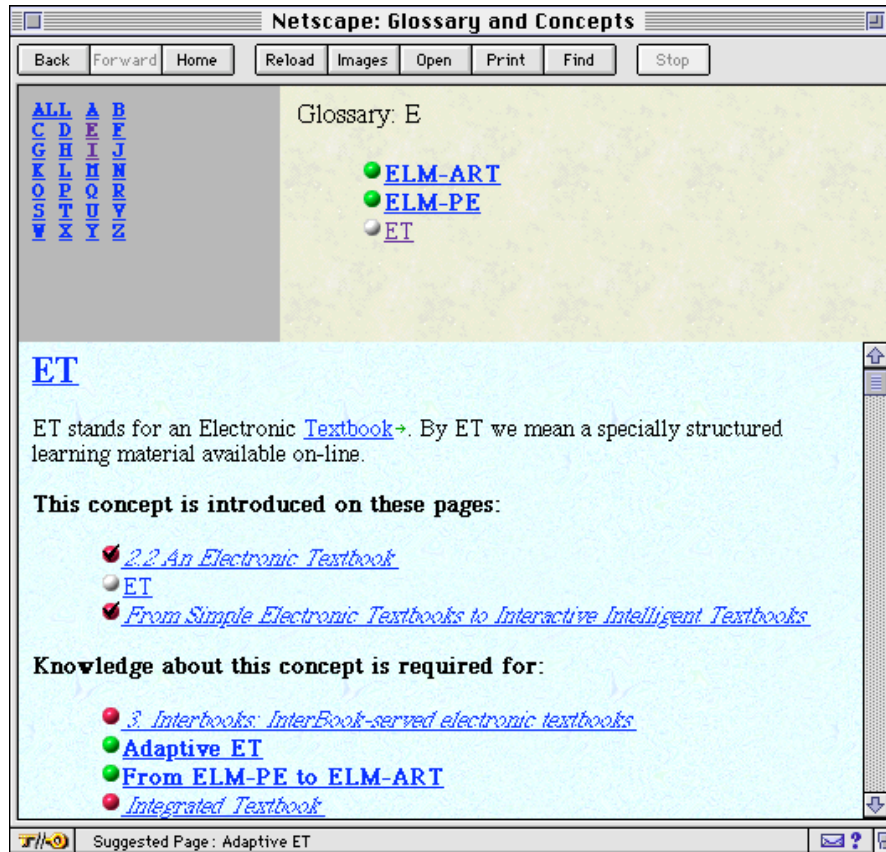 Netscape: Glossary and Concepts
Back Forward Home Reload Images Open Print Find Stop
ALL A B
C D E F
G H I J
K L M N
O P Q R
S T U V
W X Y Z
Glossary: E
ELM-ART
ELM-PE
ET
ET
ET stands for an Electronic Textbook. By ET we mean a specially structured
learning material available on-line.
This concept is introduced on these pages:
2.2 An Electronic Textbook
ET
From Simple Electronic Textbooks to Interactive Intelligent Textbooks
Knowledge about this concept is required for:
3. Interbooks: InterBook-served electronic textbooks
Adaptive ET
From ELM-PE to ELM-ART
Integrated Textbook
Suggested Page: Adaptive ET